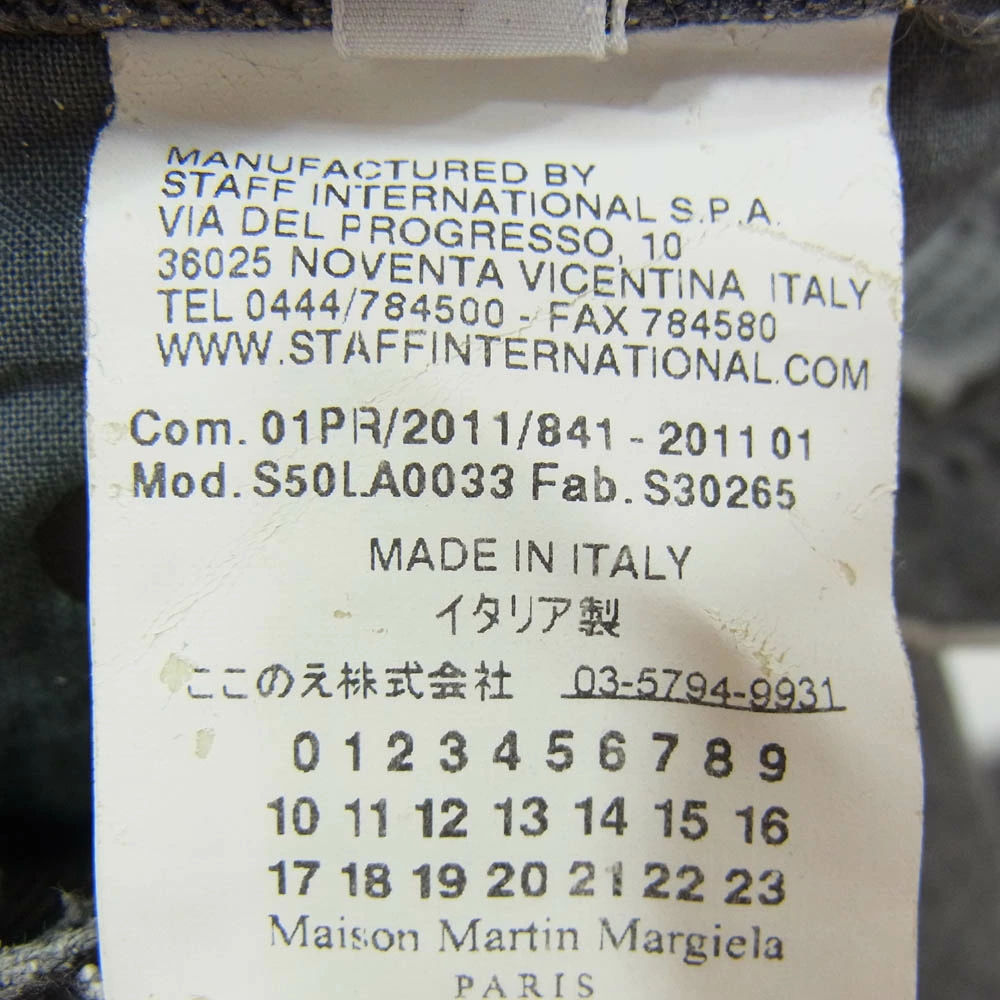 MANUFACTURED BY
STAFF INTERNATIONAL S.P.A.
VIA DEL PROGRESSO, 10
36025 NOVENTA VICENTINA ITALY
TEL 0444/784500 - FAX 784580
WWW.STAFFINTERNATIONAL.COM
Com. 01PR/2011/841 - 2011 01
Mod. S50LA0033 Fab. S30265
MADE IN ITALY
イタリア製
ここのえ株式会社 03-5794-9931
0 1 2 3 4 5 6 7 8 9
10 11 12 13 14 15 16
17 18 19 20 21 22 23
Maison Martin Margiela
PARIS